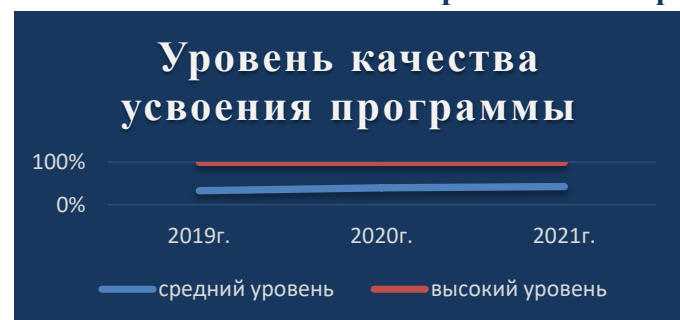 Уровень качества
усвоения программы
100%
0%
2019г.
2020г.
2021г.
средний уровень
высокий уровень